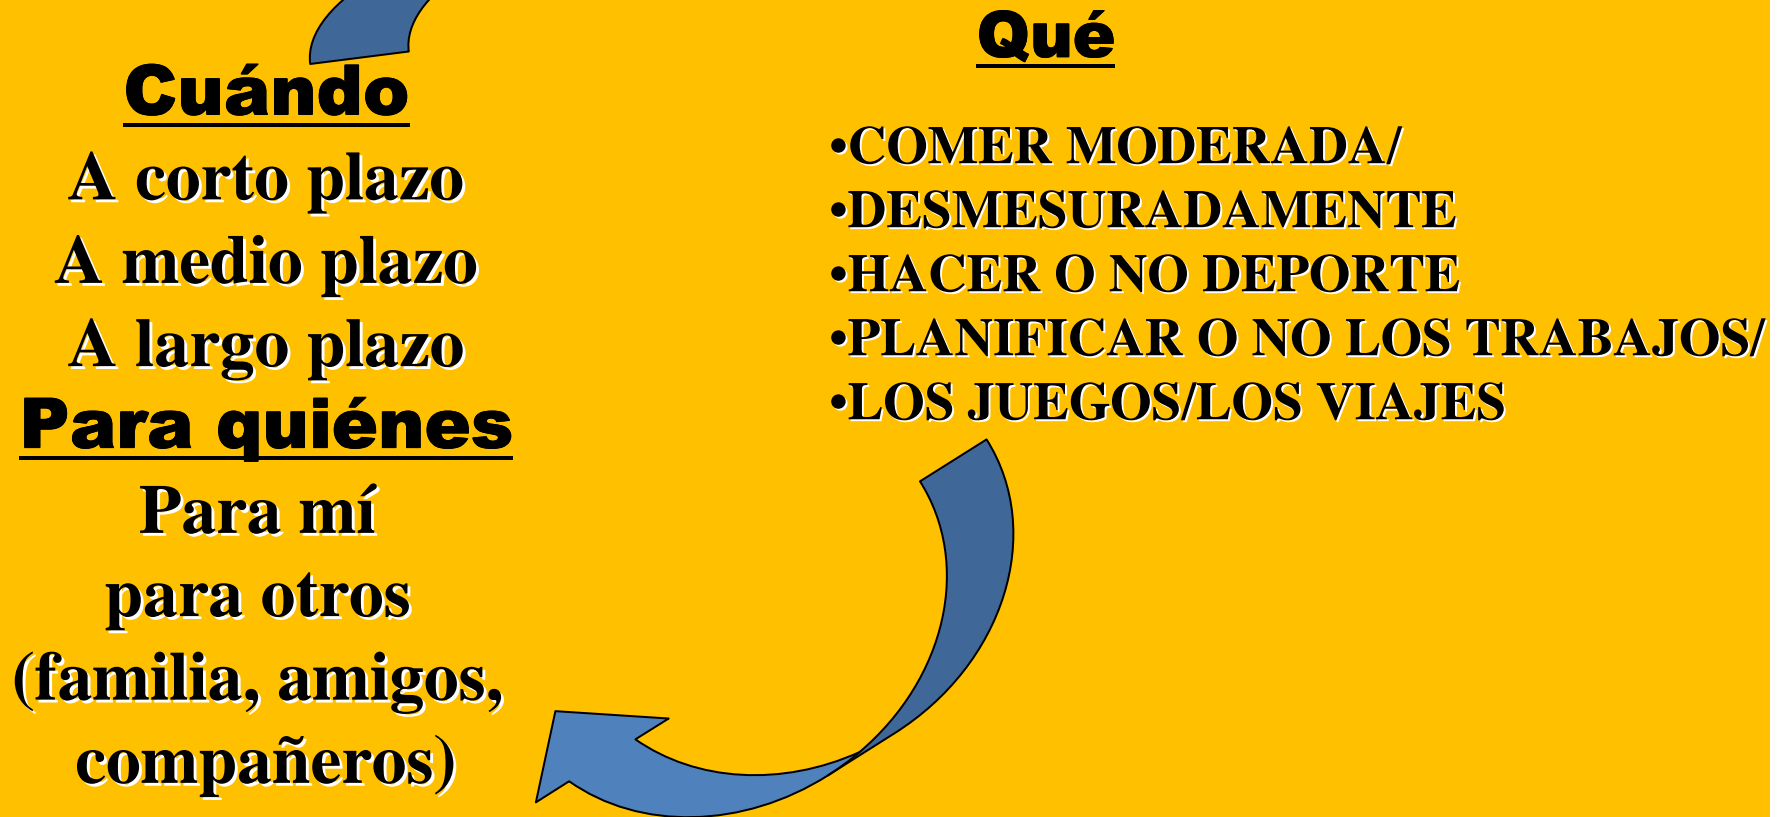 Cuándo
A corto plazo
A medio plazo
A largo plazo
Para quiénes
Para mí
para otros
(familia, amigos,
compañeros)
Qué
•COMER MODERADA/
•DESMESURADAMENTE
•HACER O NO DEPORTE
•PLANIFICAR O NO LOS TRABAJOS/
•LOS JUEGOS/LOS VIAJES